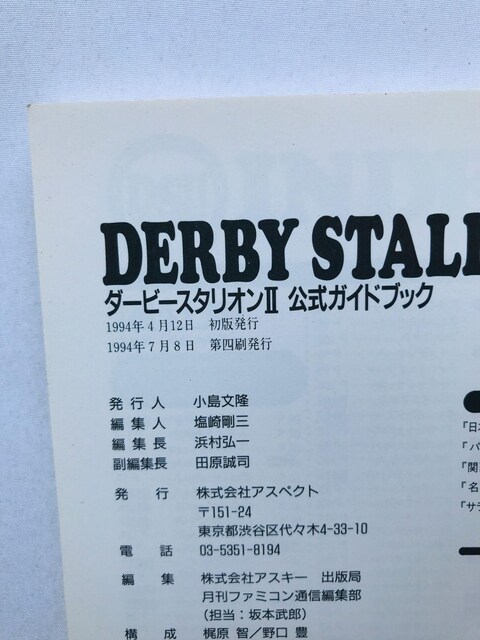 DERBY STALL
ダービースタリオンII 公式ガイドブック
1994年4月12日 初版発行
1994年7月8日 第四刷発行
発行人 小島文隆
編集人 塩崎剛三
編集長 浜村弘一
副編集長 田原誠司
発行 株式会社アスペクト
〒151-24
東京都渋谷区代々木4-33-10
電話 03-5351-8194
編集 株式会社アスキー 出版局
月刊ファミコン通信編集部
(担当：坂本武郎)
構成 梶原 智／野口 豊
「日
「パ
「関
「名
「サラ